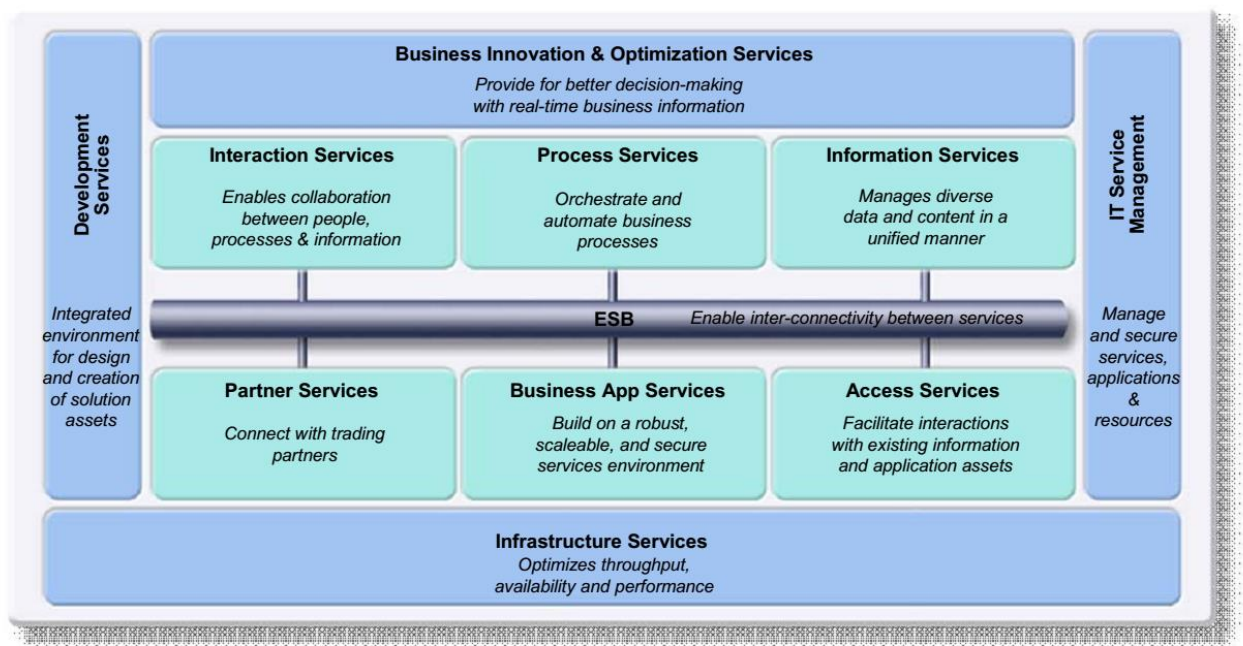 Business Innovation & Optimization Services
Provide for better decision-making
with real-time business information
Development
Services
Integrated
environment
for design
and creation
of solution
assets
Interaction Services
Enables collaboration
between people,
processes & information
Process Services
Orchestrate and
automate business
processes
Information Services
Manages diverse
data and content in a
unified manner
IT Service
Management
Manage
and secure
services,
applications
&
resources
ESB
Enable inter-connectivity between services
Partner Services
Connect with trading
partners
Business App Services
Build on a robust,
scaleable, and secure
services environment
Access Services
Facilitate interactions
with existing information
and application assets
Infrastructure Services
Optimizes throughput,
availability and performance